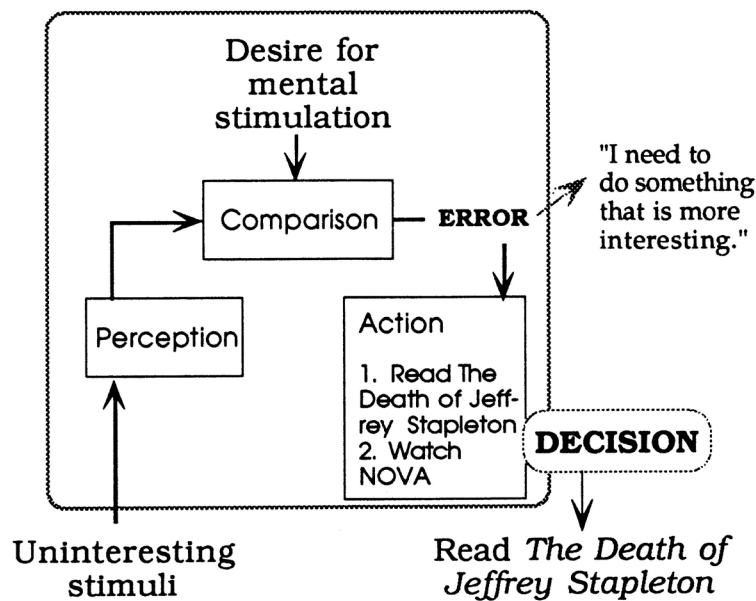 Desire for
mental
stimulation
"I need to
do something
that is more
interesting."
Comparison
ERROR
Perception
Action
1. Read The
Death of Jeff-
rey Stapleton
2. Watch
NOVA
DECISION
Uninteresting
stimuli
Read The Death of
Jeffrey Stapleton